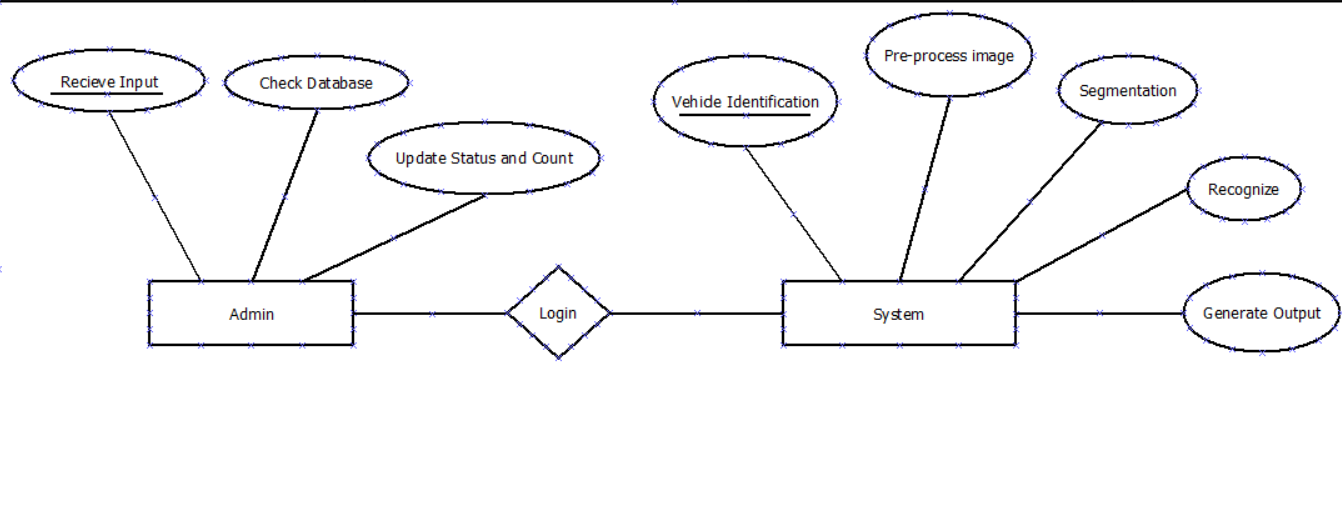 Recieve Input
Check Database
Update Status and Count
Vehide Identification
Pre-process image
Segmentation
Recognize
Admin
Login
System
Generate Output